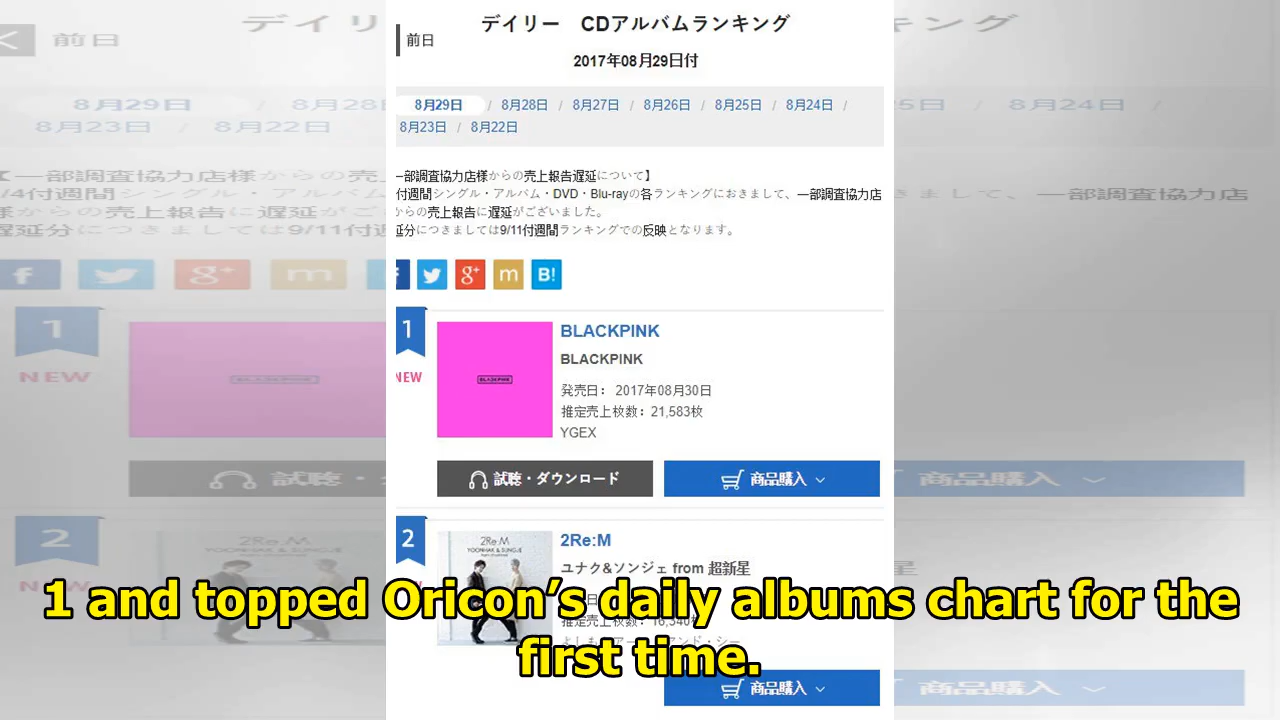 デイリー CDアルバムランキング
前日
2017年08月29日付
8月29日 / 8月28日 / 8月27日 / 8月26日 / 8月25日 / 8月24日 /
8月23日 / 8月22日
一部調査協力店様からの売上報告遅延について】
付週間シングル・アルバム・DVD・Blu-rayの各ランキングにおきまして、一部調査協力店
からの売上報告に遅延がございました。
延分につきましては9/11付週間ランキングでの反映となります。
f g+ m B!
1
NEW
BLACKPINK
BLACKPINK
BLACKPINK
発売日： 2017年08月30日
推定売上枚数：21,583枚
YGEX
試聴・ダウンロード
商品購入
2
2Re:M
YOONHAK & SUNGJE
2Re:M
ユナク&ソンジェ from 超新星
1 and topped Oricon’s daily albums chart for the
first time.
商品購入